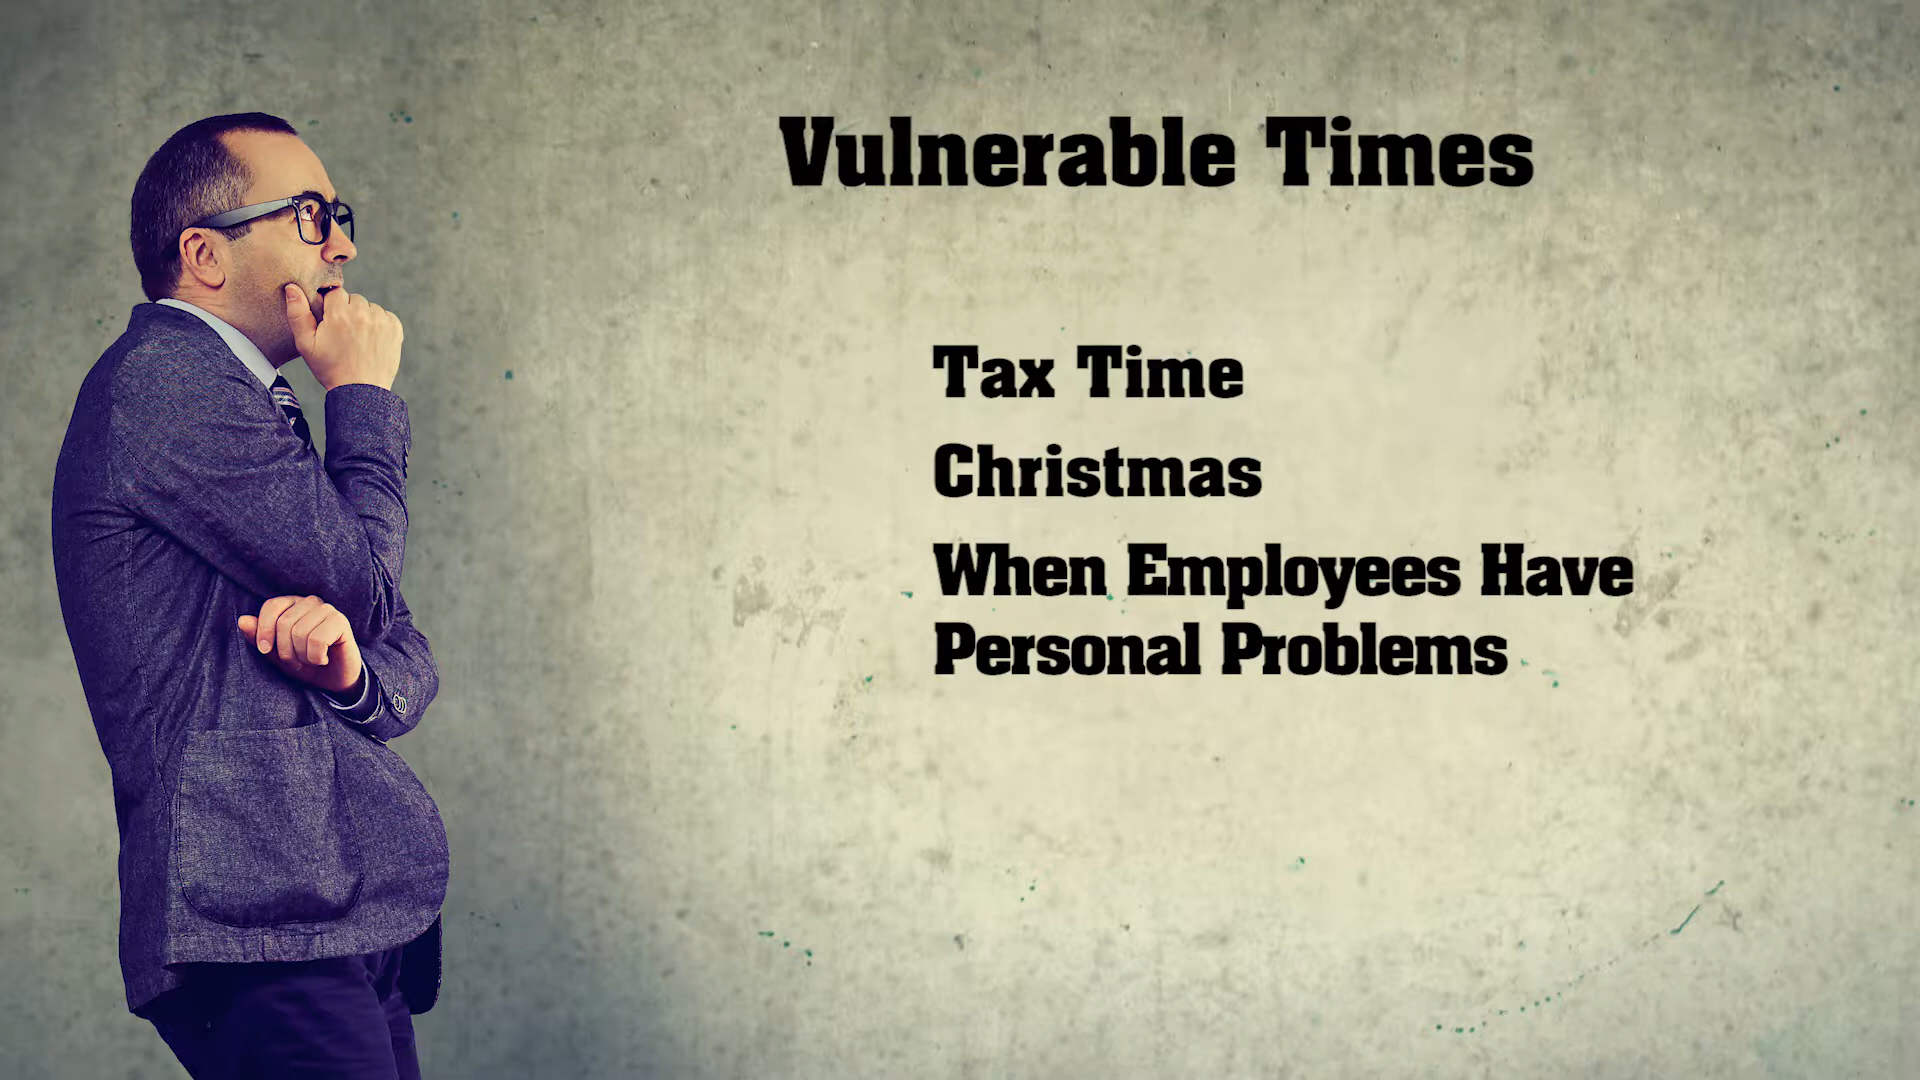 Vulnerable Times
Tax Time
Christmas
When Employees Have
Personal Problems